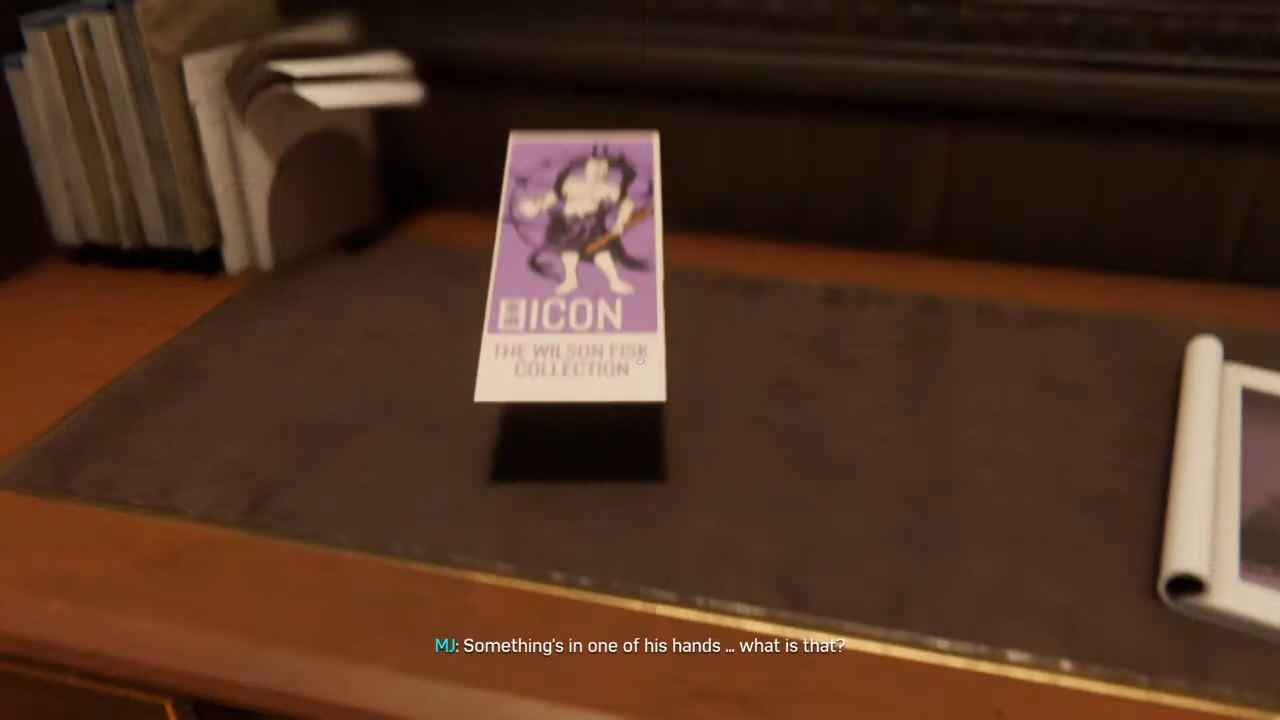 ICON
THE WILSON FISK
COLLECTION
MJ: Something's in one of his hands ... what is that?